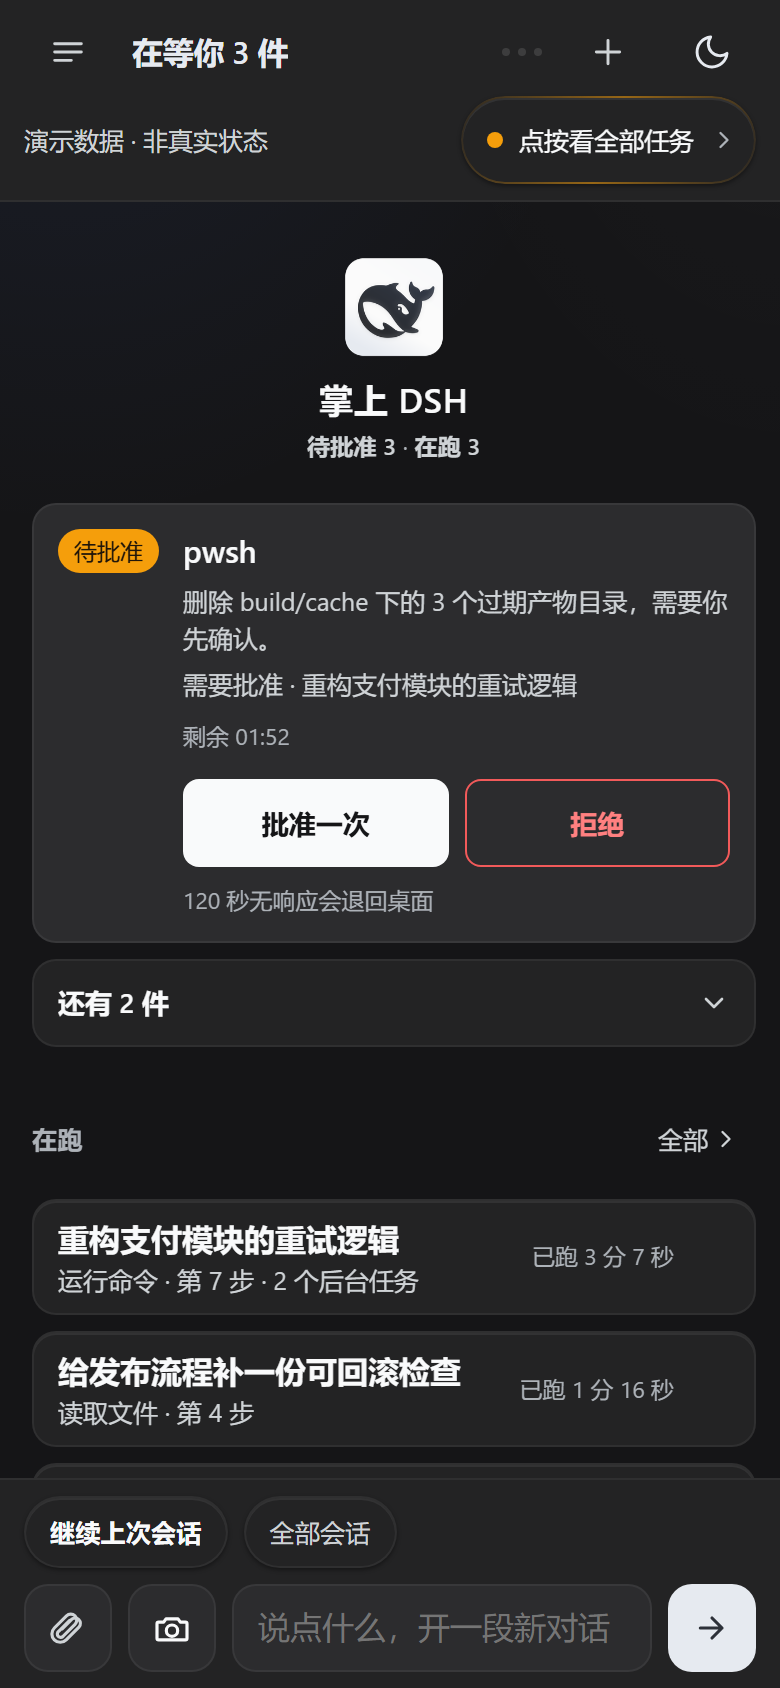 在等你 3 件
演示数据 · 非真实状态
点按看全部任务
掌上 DSH
待批准 3 · 在跑 3
待批准
pwsh
删除 build/cache 下的 3 个过期产物目录，需要你
先确认。
需要批准 · 重构支付模块的重试逻辑
剩余 01:52
批准一次
拒绝
120 秒无响应会退回桌面
还有 2 件
在跑
全部
重构支付模块的重试逻辑
已跑 3 分 7 秒
运行命令 · 第 7 步 · 2 个后台任务
给发布流程补一份可回滚检查
已跑 1 分 16 秒
读取文件 · 第 4 步
继续上次会话
全部会话
说点什么，开一段新对话